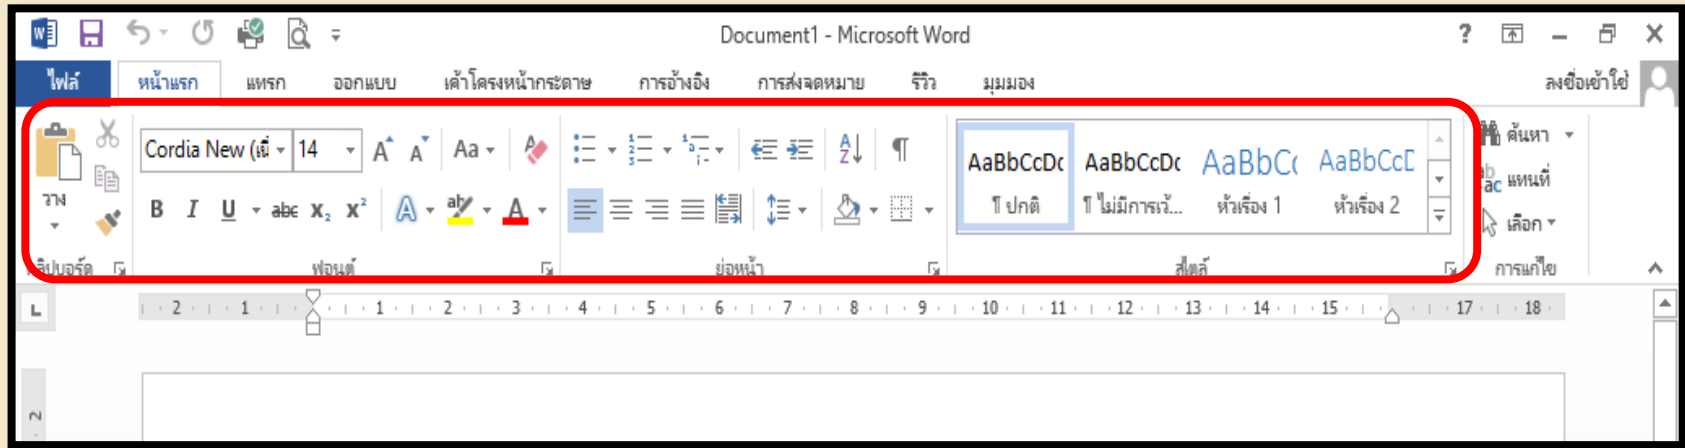 Document1 - Microsoft Word
ไฟล์ หน้าแรก แทรก ออกแบบ เค้าโครงหน้ากระดาษ การอ้างอิง การส่งจดหมาย รีวิว มุมมอง ลงชื่อเข้าใช้
Cordia New (เนื้ 14 Aa
วาง
B I U abc X₂ X² A aby A
AaBbCcDc AaBbCcDc AaBbCc AaBbCcD
¶ ปกติ ¶ ไม่มีการเว้... หัวเรื่อง 1 หัวเรื่อง 2
ค้นหา
แทนที่
เลือก
คลิปบอร์ด ฟอนต์ ย่อหน้า สไตล์ การแก้ไข
L 2 1 1 2 3 4 5 6 7 8 9 10 11 12 13 14 15 17 18
2